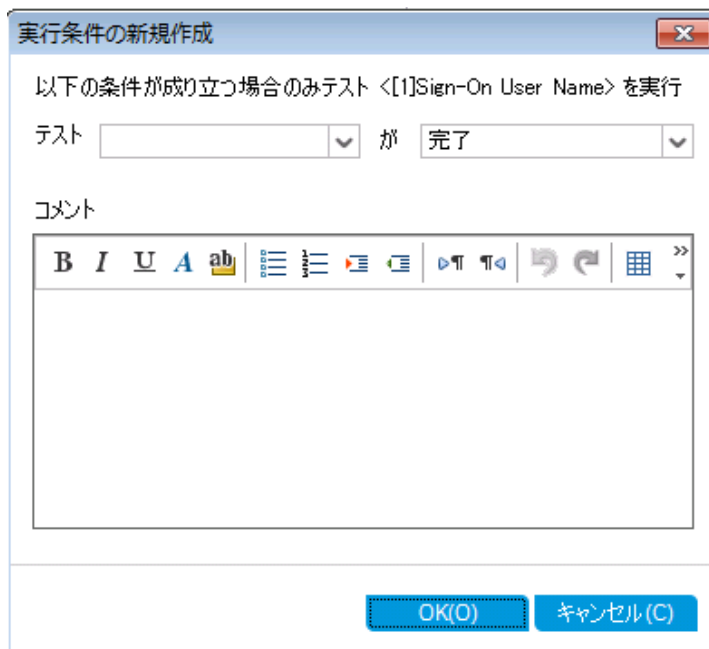 実行条件の新規作成
以下の条件が成り立つ場合のみテスト <[1]Sign-On User Name> を実行
テスト が 完了
コメント
B I U A ab
OK(O) キャンセル(C)